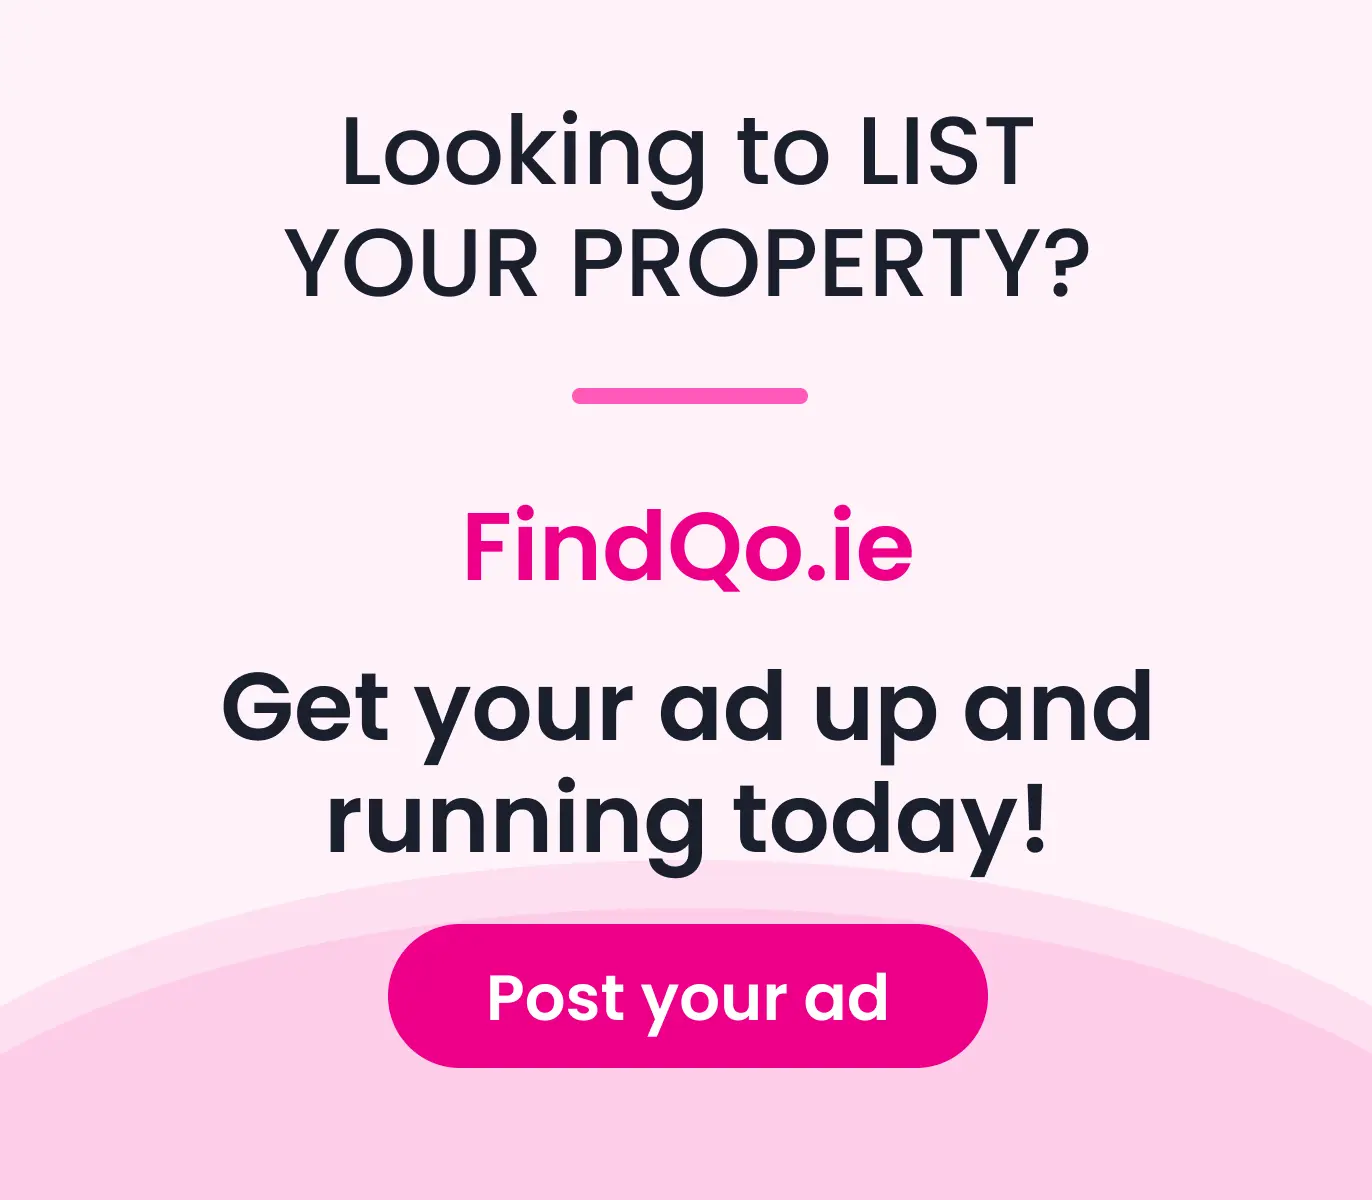 Looking to LIST
YOUR PROPERTY?
FindQo.ie
Get your ad up and
running today!
Post your ad